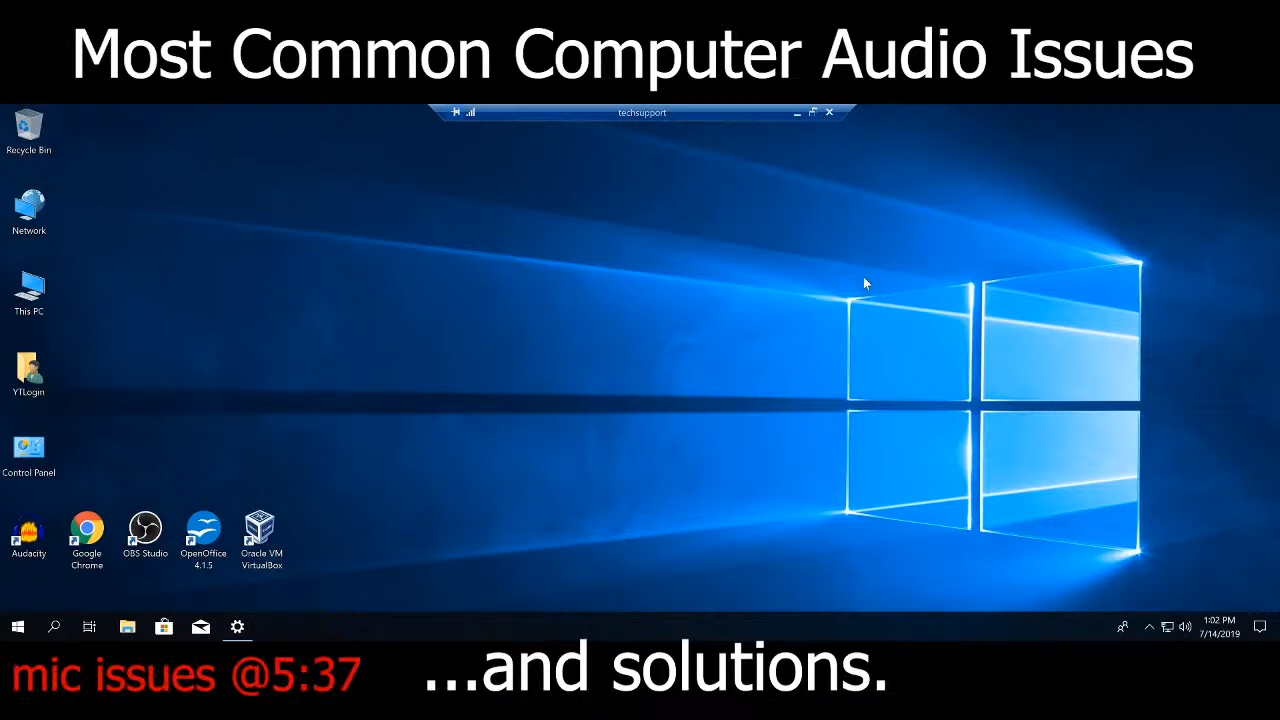 Most Common Computer Audio Issues
techsupport
Recycle Bin
Network
This PC
YTLogin
Control Panel
Audacity
Google
Chrome
OBS Studio
OpenOffice
4.1.5
Oracle VM
VirtualBox
1:02 PM
7/14/2019
mic issues @5:37
...and solutions.